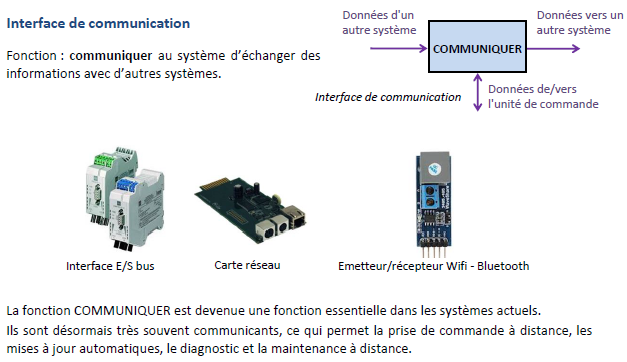 Interface de communication
Fonction : communiquer au système d'échanger des
informations avec d'autres systèmes.
Données d'un
autre système
Données vers un
autre système
COMMUNIQUER
Interface de communication
Données de/vers
l'unité de commande
Interface E/S bus
Carte réseau
Emetteur/récepteur Wifi - Bluetooth
La fonction COMMUNIQUER est devenue une fonction essentielle dans les systèmes actuels.
Ils sont désormais très souvent communicants, ce qui permet la prise de commande à distance, les
mises à jour automatiques, le diagnostic et la maintenance à distance.